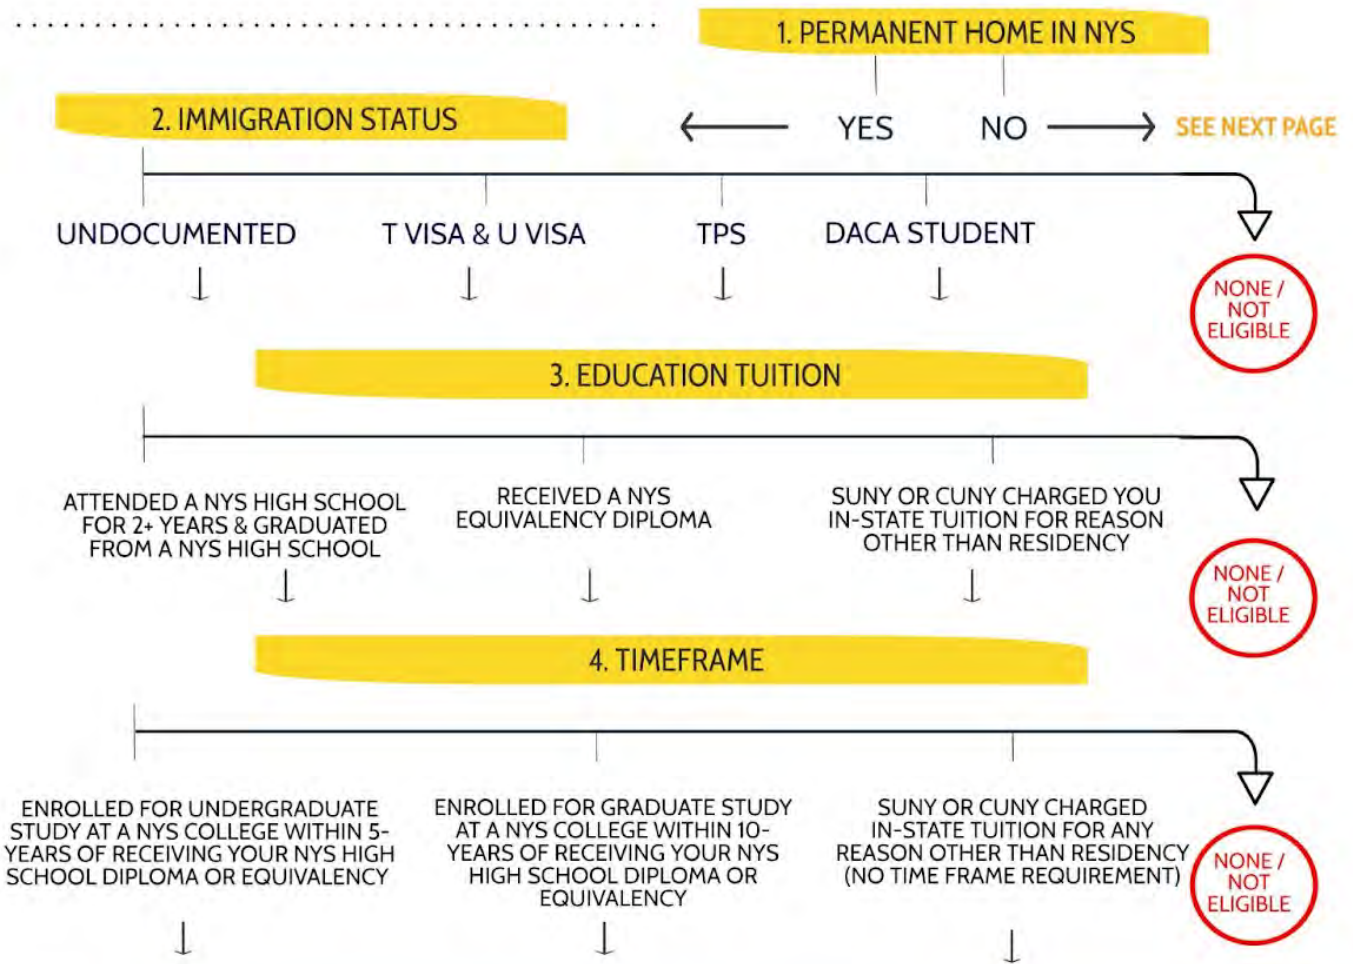 1. PERMANENT HOME IN NYS
YES
NO
SEE NEXT PAGE
2. IMMIGRATION STATUS
UNDOCUMENTED
T VISA & U VISA
TPS
DACA STUDENT
NONE /
NOT
ELIGIBLE
3. EDUCATION TUITION
ATTENDED A NYS HIGH SCHOOL
FOR 2+ YEARS & GRADUATED
FROM A NYS HIGH SCHOOL
RECEIVED A NYS
EQUIVALENCY DIPLOMA
SUNY OR CUNY CHARGED YOU
IN-STATE TUITION FOR REASON
OTHER THAN RESIDENCY
NONE /
NOT
ELIGIBLE
4. TIMEFRAME
ENROLLED FOR UNDERGRADUATE
STUDY AT A NYS COLLEGE WITHIN 5-
YEARS OF RECEIVING YOUR NYS HIGH
SCHOOL DIPLOMA OR EQUIVALENCY
ENROLLED FOR GRADUATE STUDY
AT A NYS COLLEGE WITHIN 10-
YEARS OF RECEIVING YOUR NYS
HIGH SCHOOL DIPLOMA OR
EQUIVALENCY
SUNY OR CUNY CHARGED
IN-STATE TUITION FOR ANY
REASON OTHER THAN RESIDENCY
(NO TIME FRAME REQUIREMENT)
NONE /
NOT
ELIGIBLE